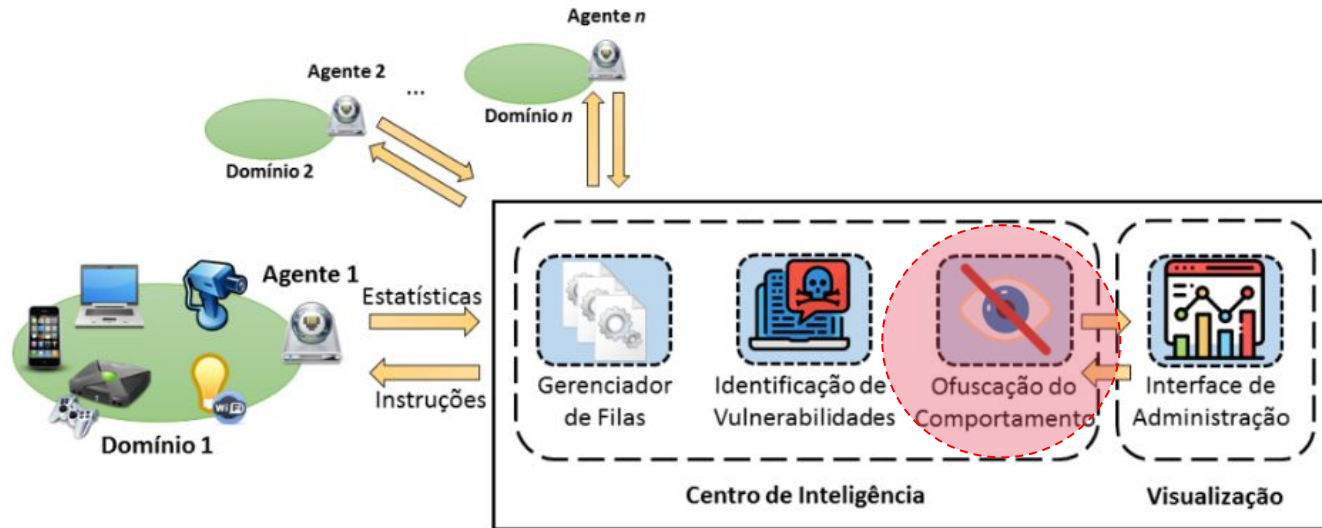 Agente n
Agente 2
...
Domínio n
Domínio 2
Agente 1
Estatísticas
Instruções
Domínio 1
WiFi
Gerenciador
de Filas
Identificação de
Vulnerabilidades
Ofuscação do
Comportamento
Interface de
Administração
Centro de Inteligência
Visualização